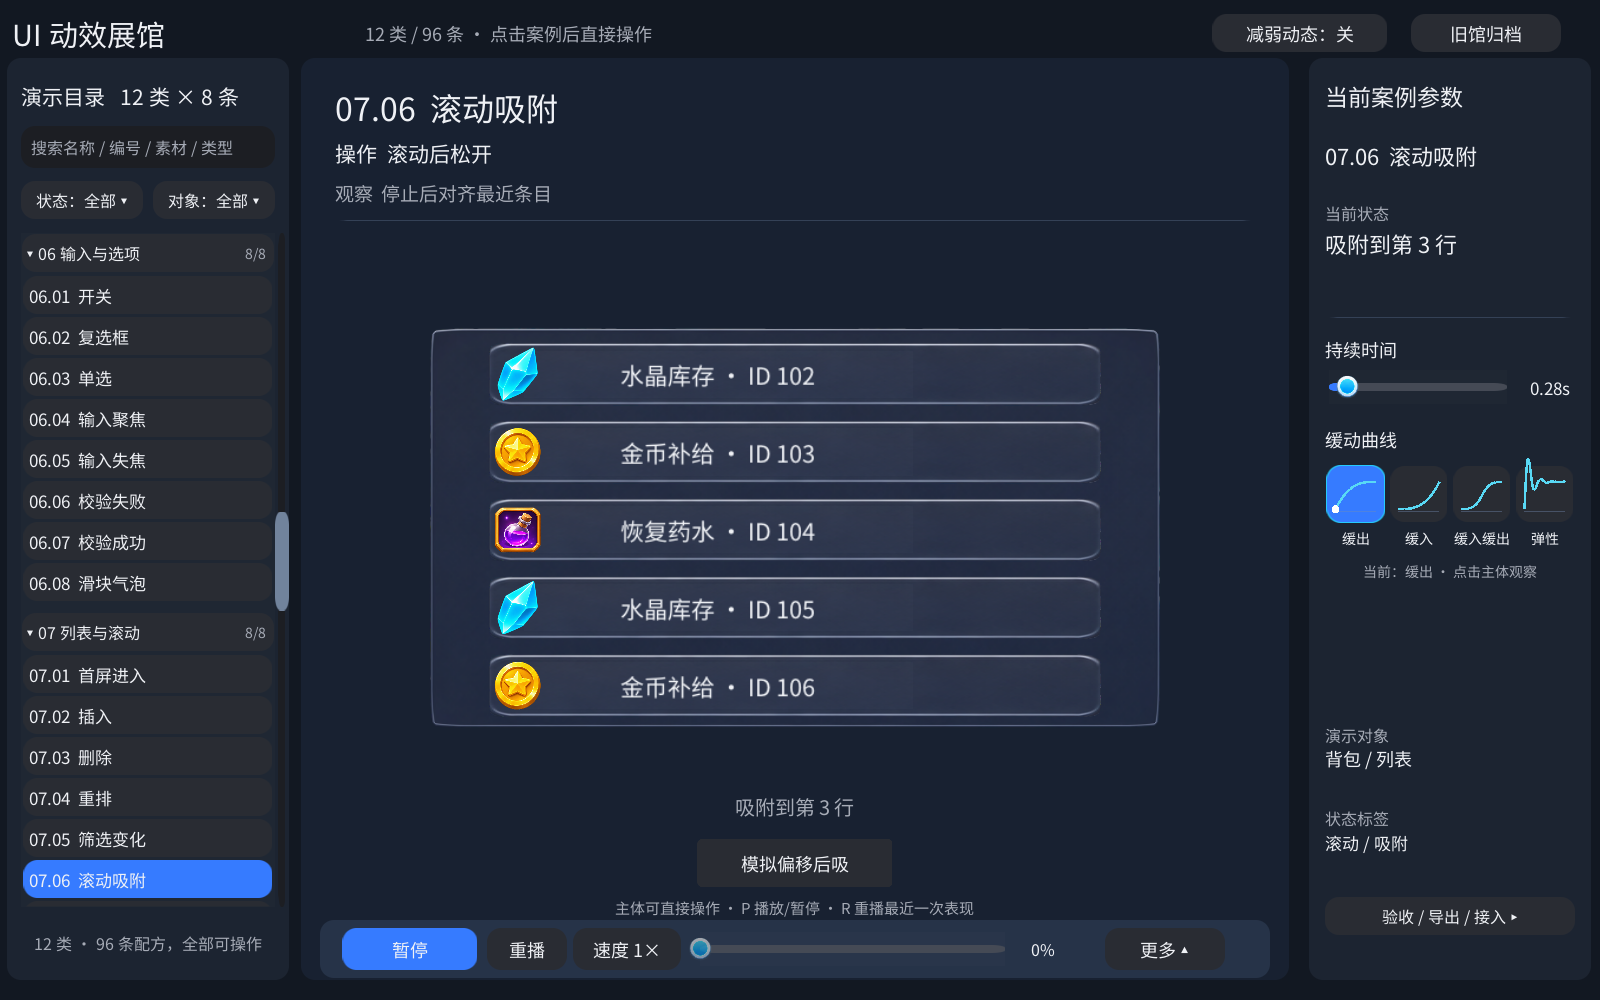 UI 动效展馆
12 类 / 96 条 • 点击案例后直接操作
减弱动态：关
旧馆归档
演示目录 12 类 × 8 条
搜索名称 / 编号 / 素材 / 类型
状态：全部 ▾
对象：全部 ▾
▾ 06 输入与选项 8/8
06.01 开关
06.02 复选框
06.03 单选
06.04 输入聚焦
06.05 输入失焦
06.06 校验失败
06.07 校验成功
06.08 滑块气泡
▾ 07 列表与滚动 8/8
07.01 首屏进入
07.02 插入
07.03 删除
07.04 重排
07.05 筛选变化
07.06 滚动吸附
12 类 • 96 条配方，全部可操作
07.06 滚动吸附
操作 滚动后松开
观察 停止后对齐最近条目
水晶库存 • ID 102
金币补给 • ID 103
恢复药水 • ID 104
水晶库存 • ID 105
金币补给 • ID 106
吸附到第 3 行
模拟偏移后吸
主体可直接操作 • P 播放/暂停 • R 重播最近一次表现
暂停
重播
速度 1×
0%
更多 ▴
当前案例参数
07.06 滚动吸附
当前状态
吸附到第 3 行
持续时间
0.28s
缓动曲线
缓出
缓入
缓入缓出
弹性
当前：缓出 • 点击主体观察
演示对象
背包 / 列表
状态标签
滚动 / 吸附
验收 / 导出 / 接入 ▸